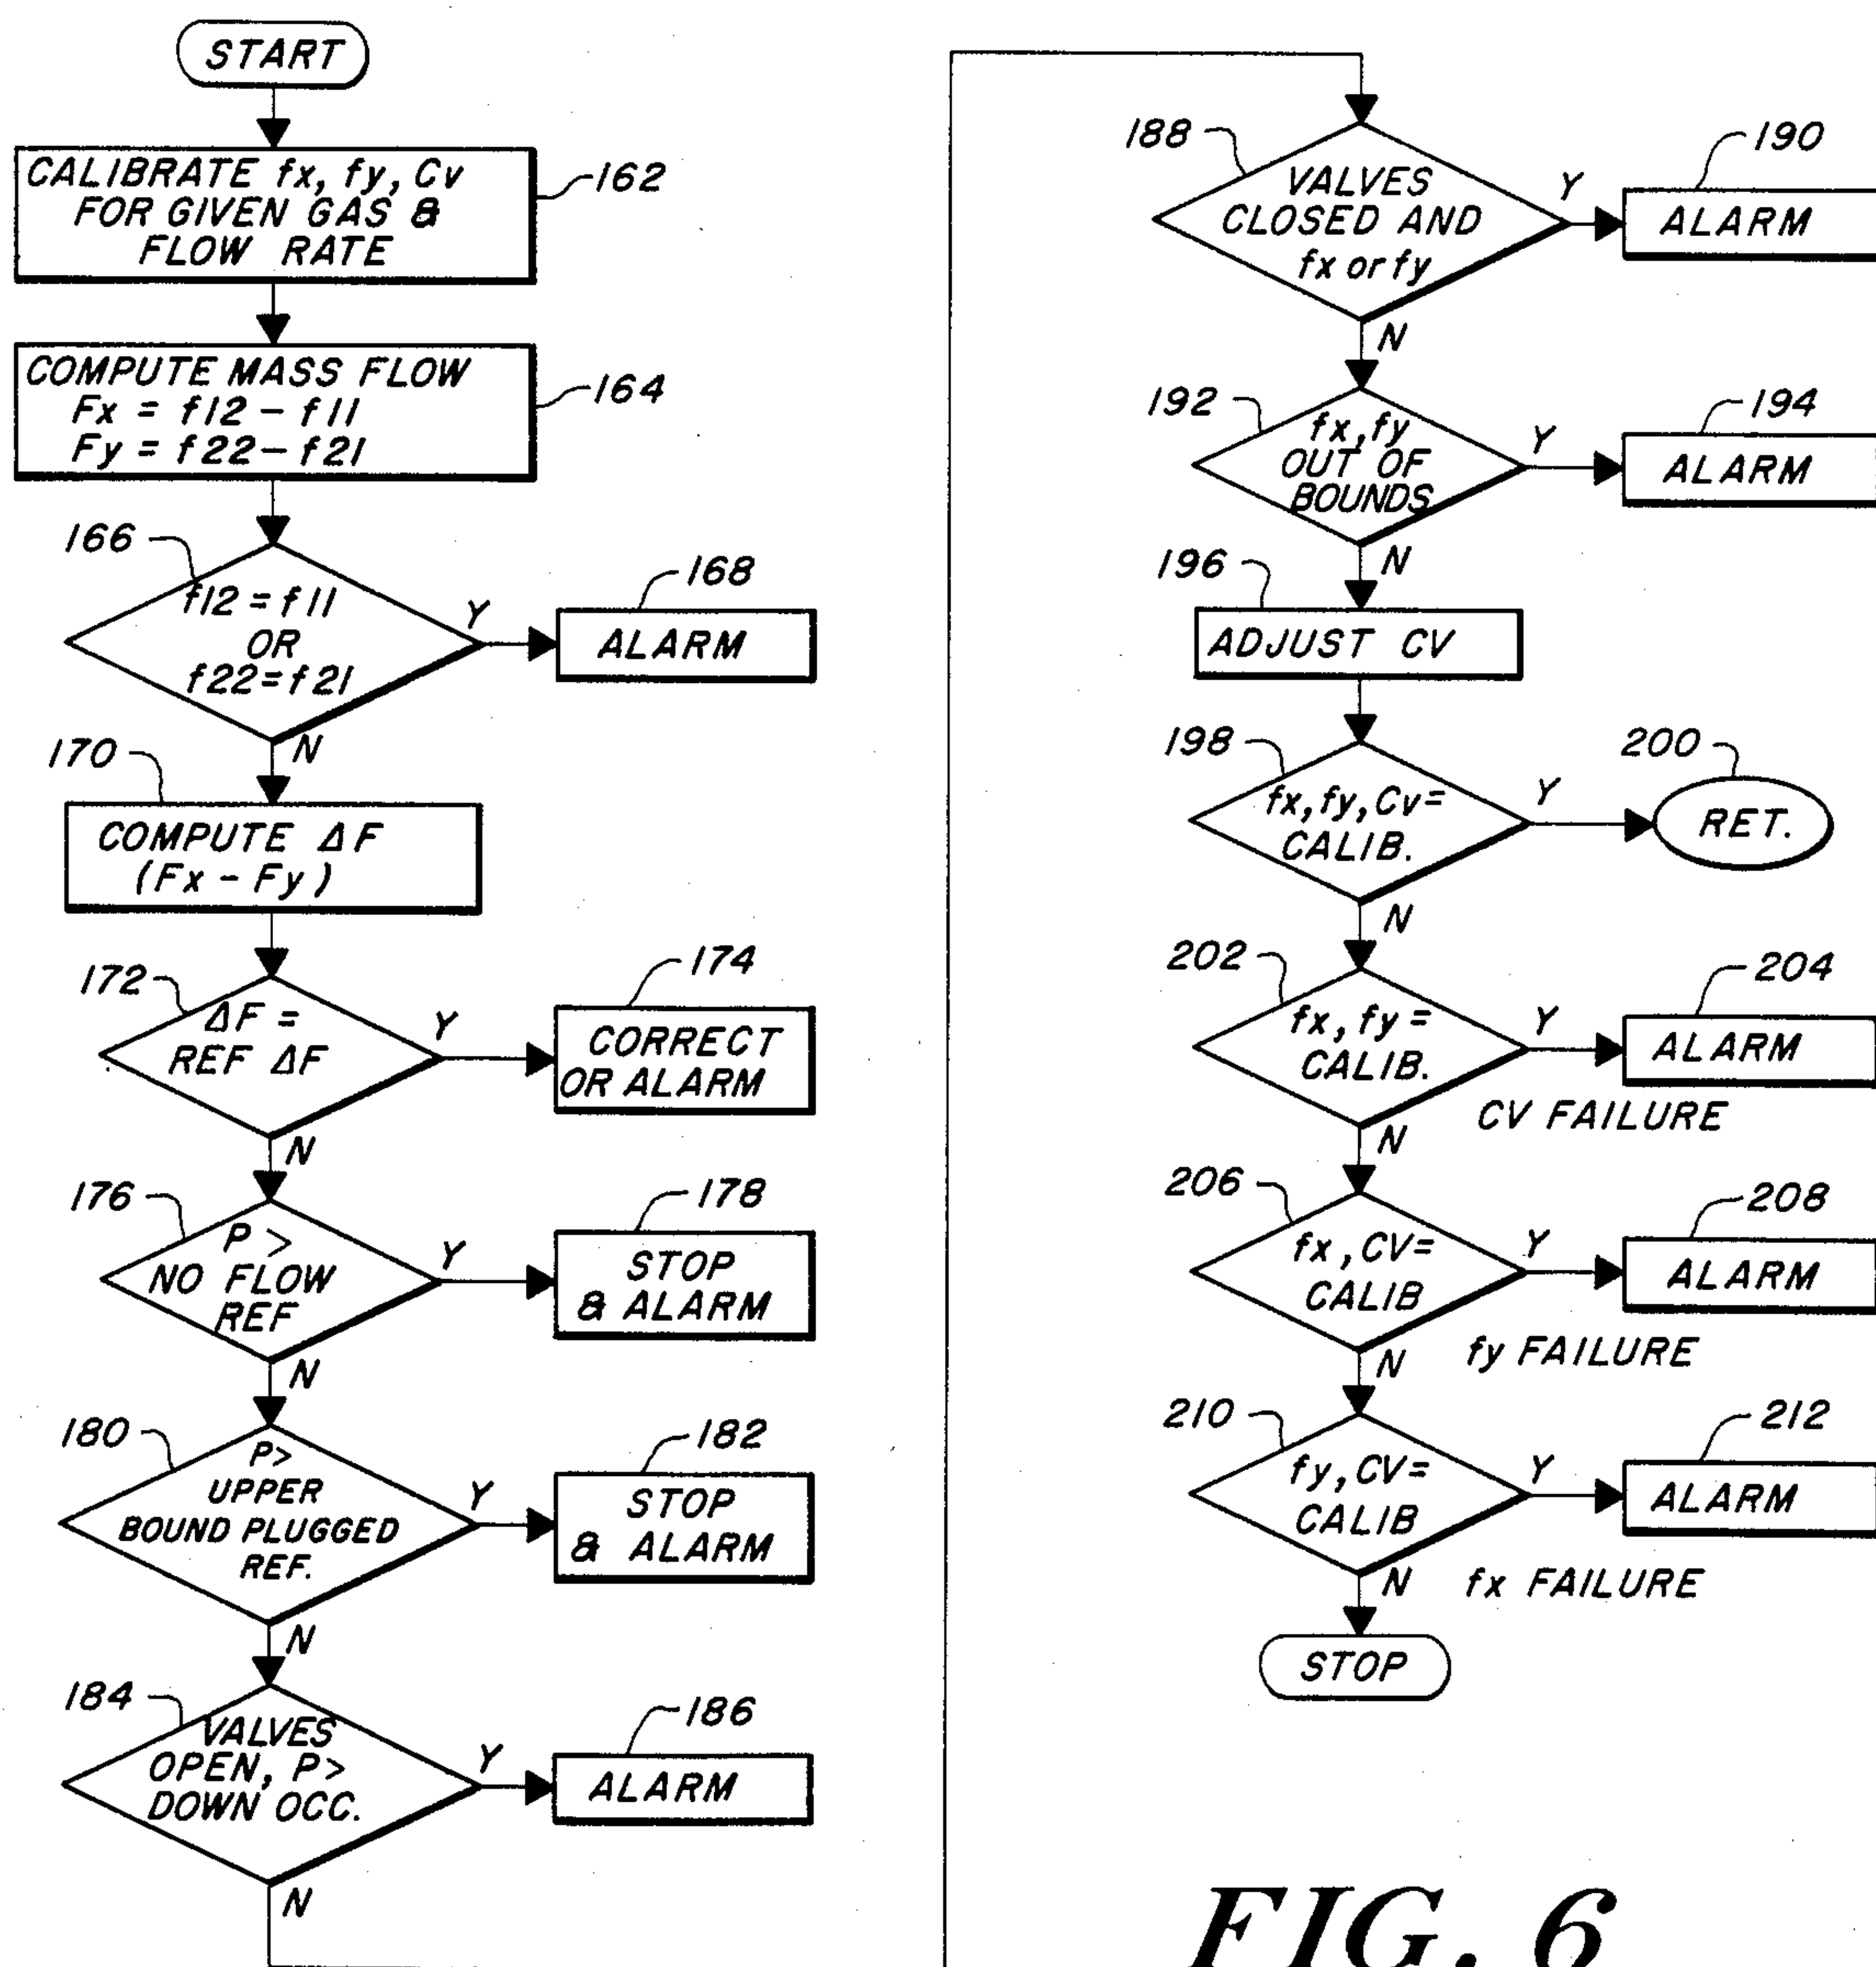 START
CALIBRATE fx, fy, Cv
FOR GIVEN GAS &
FLOW RATE
162
COMPUTE MASS FLOW
Fx = f12 - f11
Fy = f22 - f21
164
166
f12 = f11
OR
f22 = f21
Y
168
ALARM
N
170
COMPUTE ΔF
(Fx - Fy)
172
ΔF =
REF ΔF
Y
174
CORRECT
OR ALARM
N
176
P >
NO FLOW
REF
Y
178
STOP
& ALARM
N
180
P>
UPPER
BOUND PLUGGED
REF.
Y
182
STOP
& ALARM
N
184
VALVES
OPEN, P>
DOWN OCC.
Y
186
ALARM
N
188
VALVES
CLOSED AND
fx or fy
Y
190
ALARM
N
192
fx, fy
OUT OF
BOUNDS
Y
194
ALARM
N
196
ADJUST CV
198
fx, fy, Cv=
CALIB.
Y
200
RET.
N
202
fx, fy =
CALIB.
Y
204
ALARM
CV FAILURE
N
206
fx, CV=
CALIB
Y
208
ALARM
fy FAILURE
N
210
fy, CV=
CALIB
Y
212
ALARM
fx FAILURE
N
STOP
FIG. 6